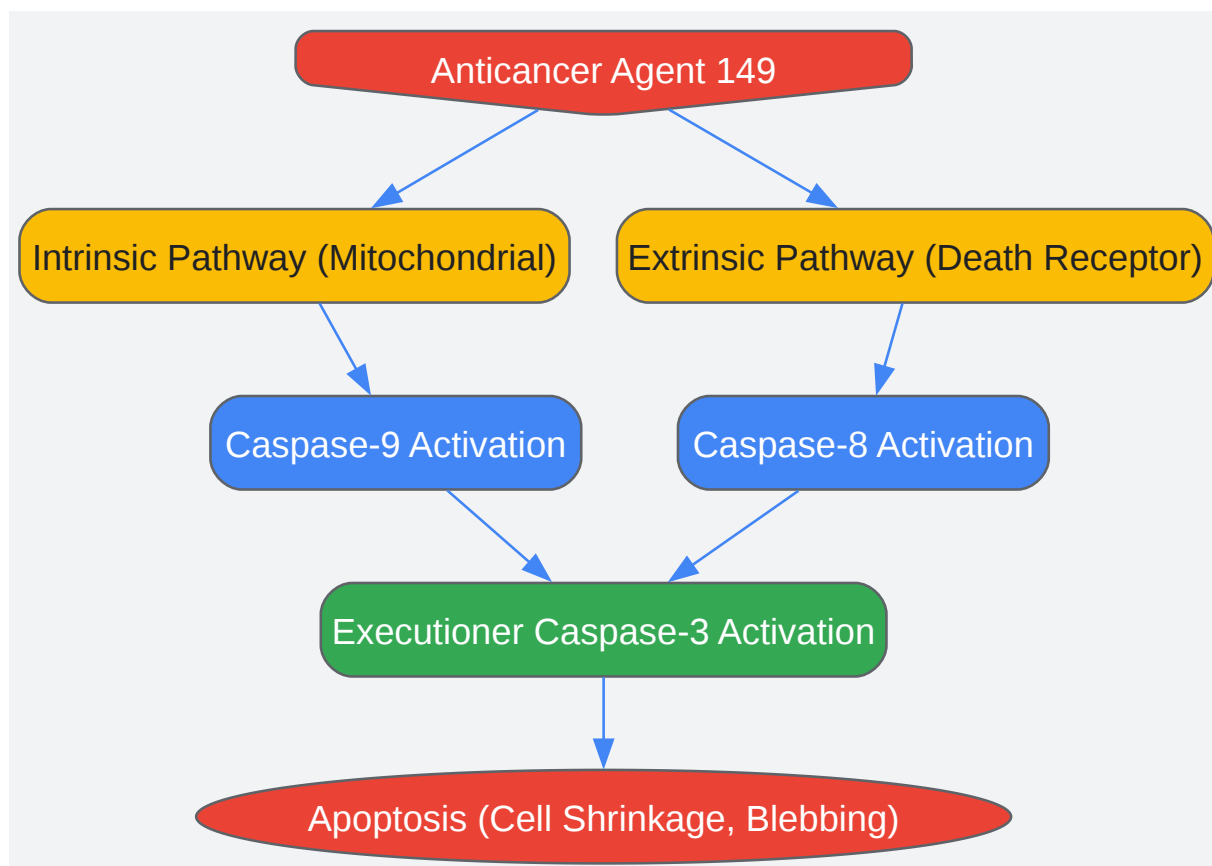 Anticancer Agent 149
Intrinsic Pathway (Mitochondrial)
Extrinsic Pathway (Death Receptor)
Caspase-9 Activation
Caspase-8 Activation
Executioner Caspase-3 Activation
Apoptosis (Cell Shrinkage, Blebbing)